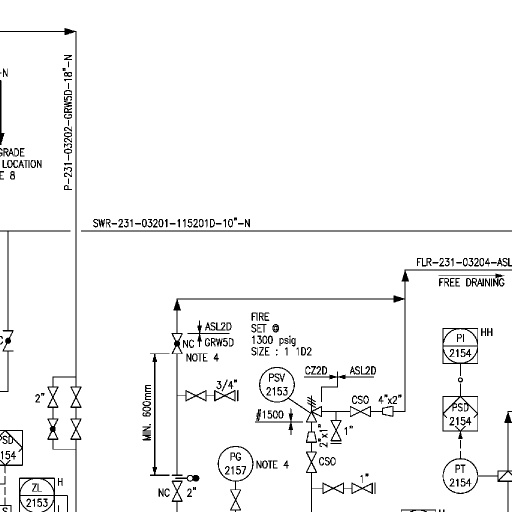 -N
P-231-03202-GRW5D-18"-N
GRADE
LOCATION
E 8
SWR-231-03201-115201D-10"-N
FLR-231-03204-ASL
FREE DRAINING
ASL2D
GRW5D
NC
NOTE 4
FIRE
SET @
1300 psig
SIZE : 1 1D2
PI
2154
HH
CZ2D
ASL2D
PSV
2153
3/4"
CSO
4"x2"
#1500
2"x1"
1"
MIN. 600mm
2"
PSD
2154
PSD
154
CSO
PG
2157
NOTE 4
PT
2154
NC
2"
1"
ZL
2153
H
L